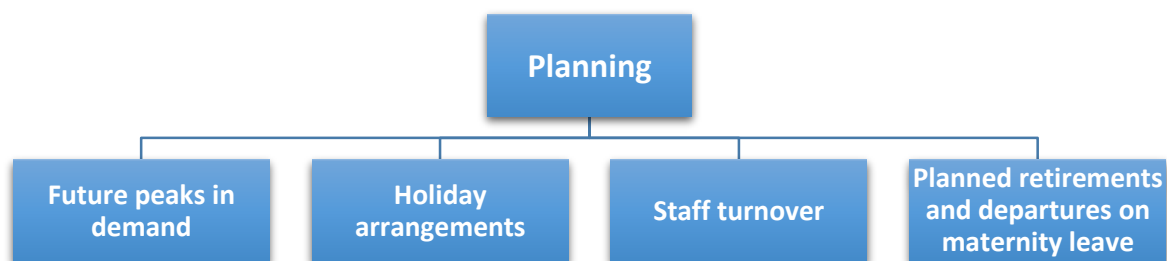 Planning
Future peaks in
demand
Holiday
arrangements
Staff turnover
Planned retirements
and departures on
maternity leave